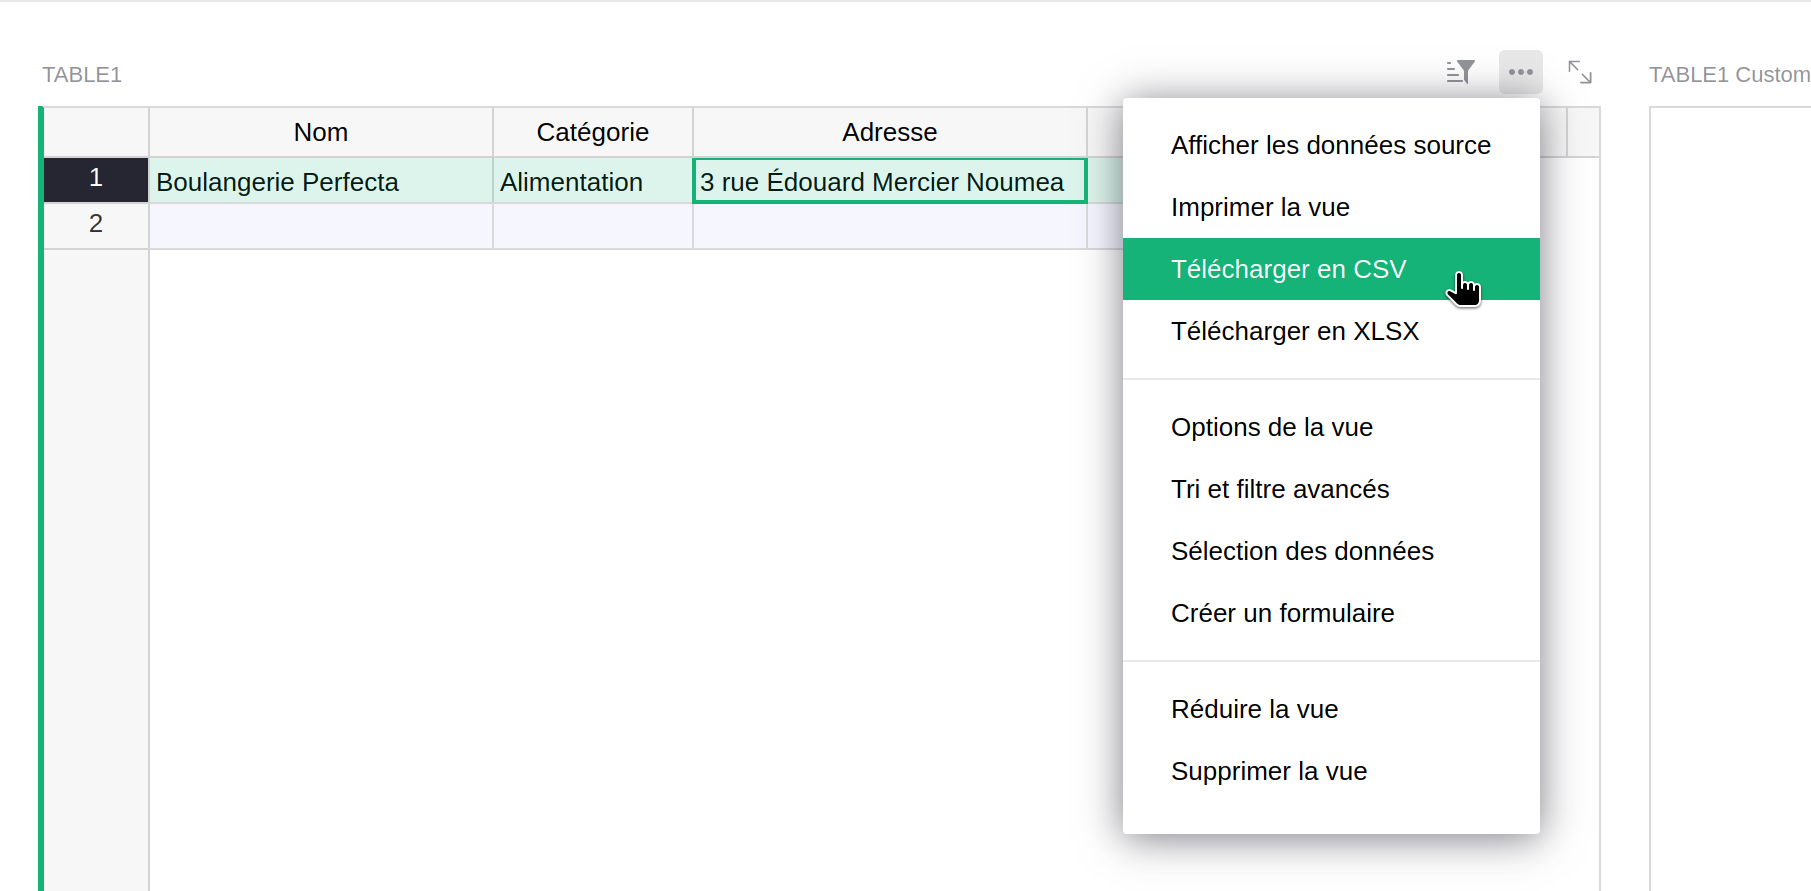 TABLE1
TABLE1 Custom
Nom Catégorie Adresse
1 Boulangerie Perfecta Alimentation 3 rue Édouard Mercier Noumea
2
Afficher les données source
Imprimer la vue
Télécharger en CSV
Télécharger en XLSX
Options de la vue
Tri et filtre avancés
Sélection des données
Créer un formulaire
Réduire la vue
Supprimer la vue